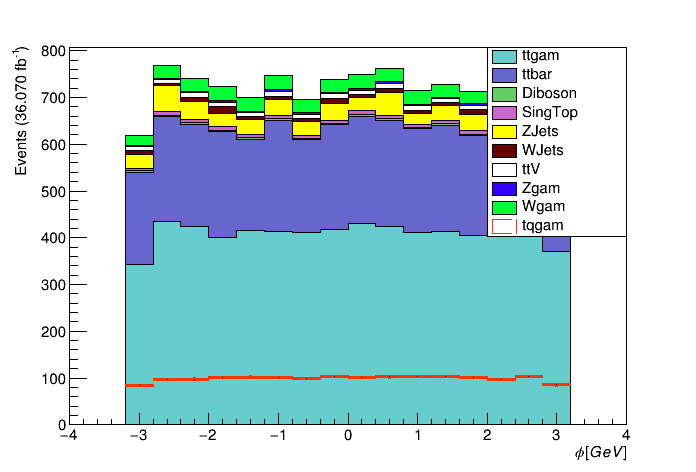 Events (36.070 fb⁻¹)
800
700
600
500
400
300
200
100
0
−4
−3
−2
−1
0
1
2
3
4
ϕ[GeV]
ttgam
ttbar
Diboson
SingTop
ZJets
WJets
ttV
Zgam
Wgam
tqgam